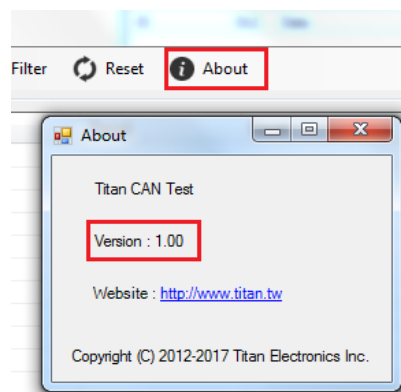 Filter Reset About
About
Titan CAN Test
Version : 1.00
Website : http://www.titan.tw
Copyright (C) 2012-2017 Titan Electronics Inc.